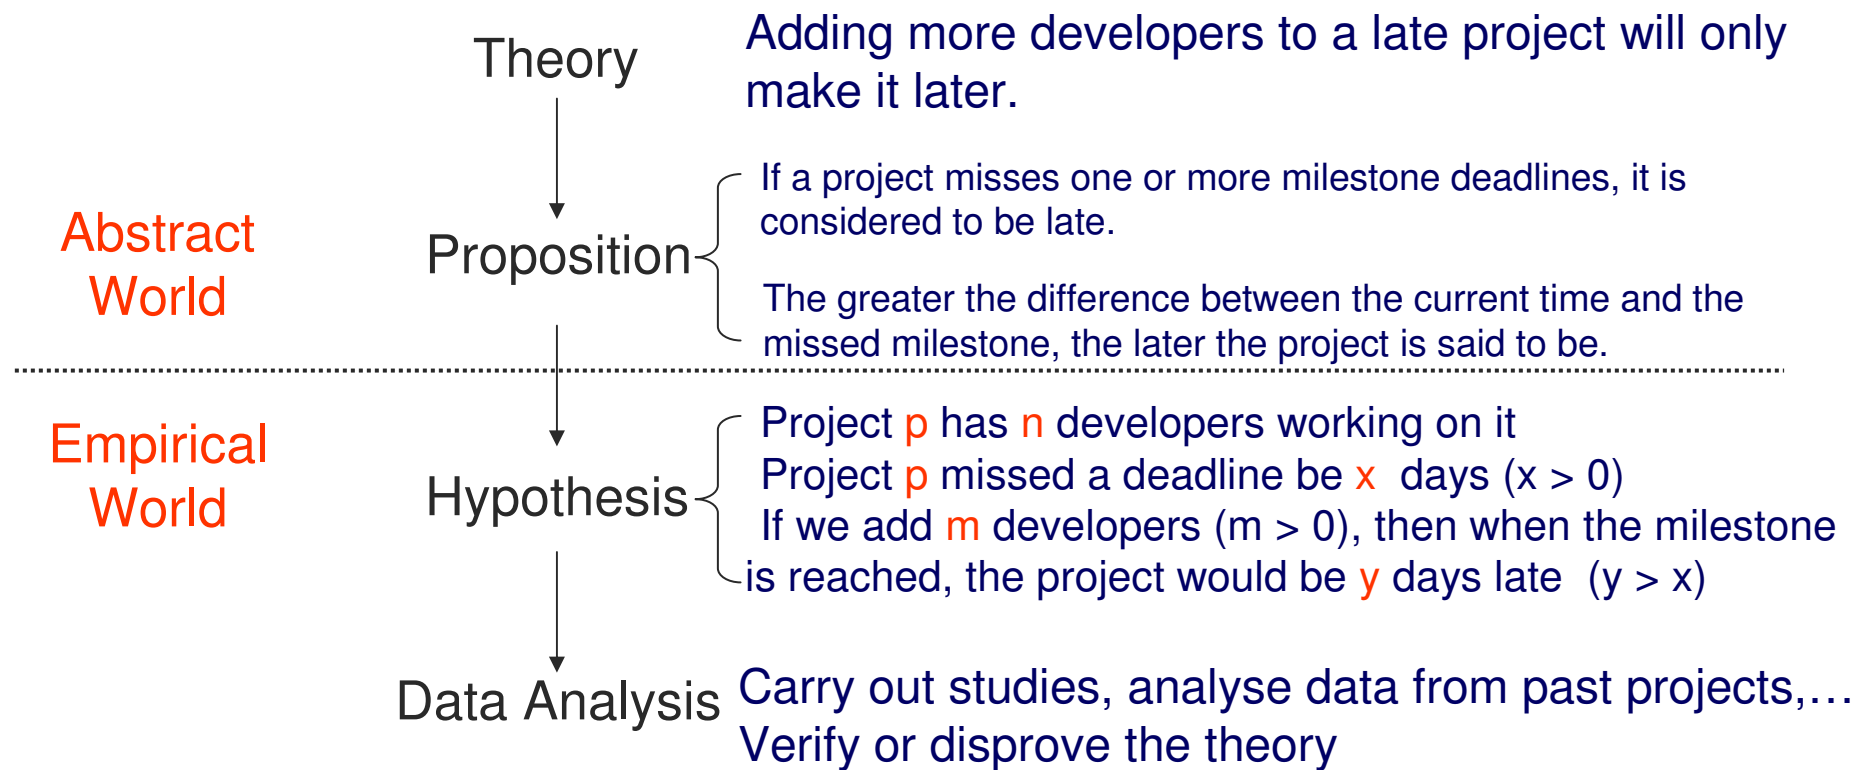 Theory
Adding more developers to a late project will only
make it later.
Abstract
World
Proposition
If a project misses one or more milestone deadlines, it is
considered to be late.
The greater the difference between the current time and the
missed milestone, the later the project is said to be.
Empirical
World
Hypothesis
Project p has n developers working on it
Project p missed a deadline be x days (x > 0)
If we add m developers (m > 0), then when the milestone
is reached, the project would be y days late (y > x)
Data Analysis
Carry out studies, analyse data from past projects,…
Verify or disprove the theory